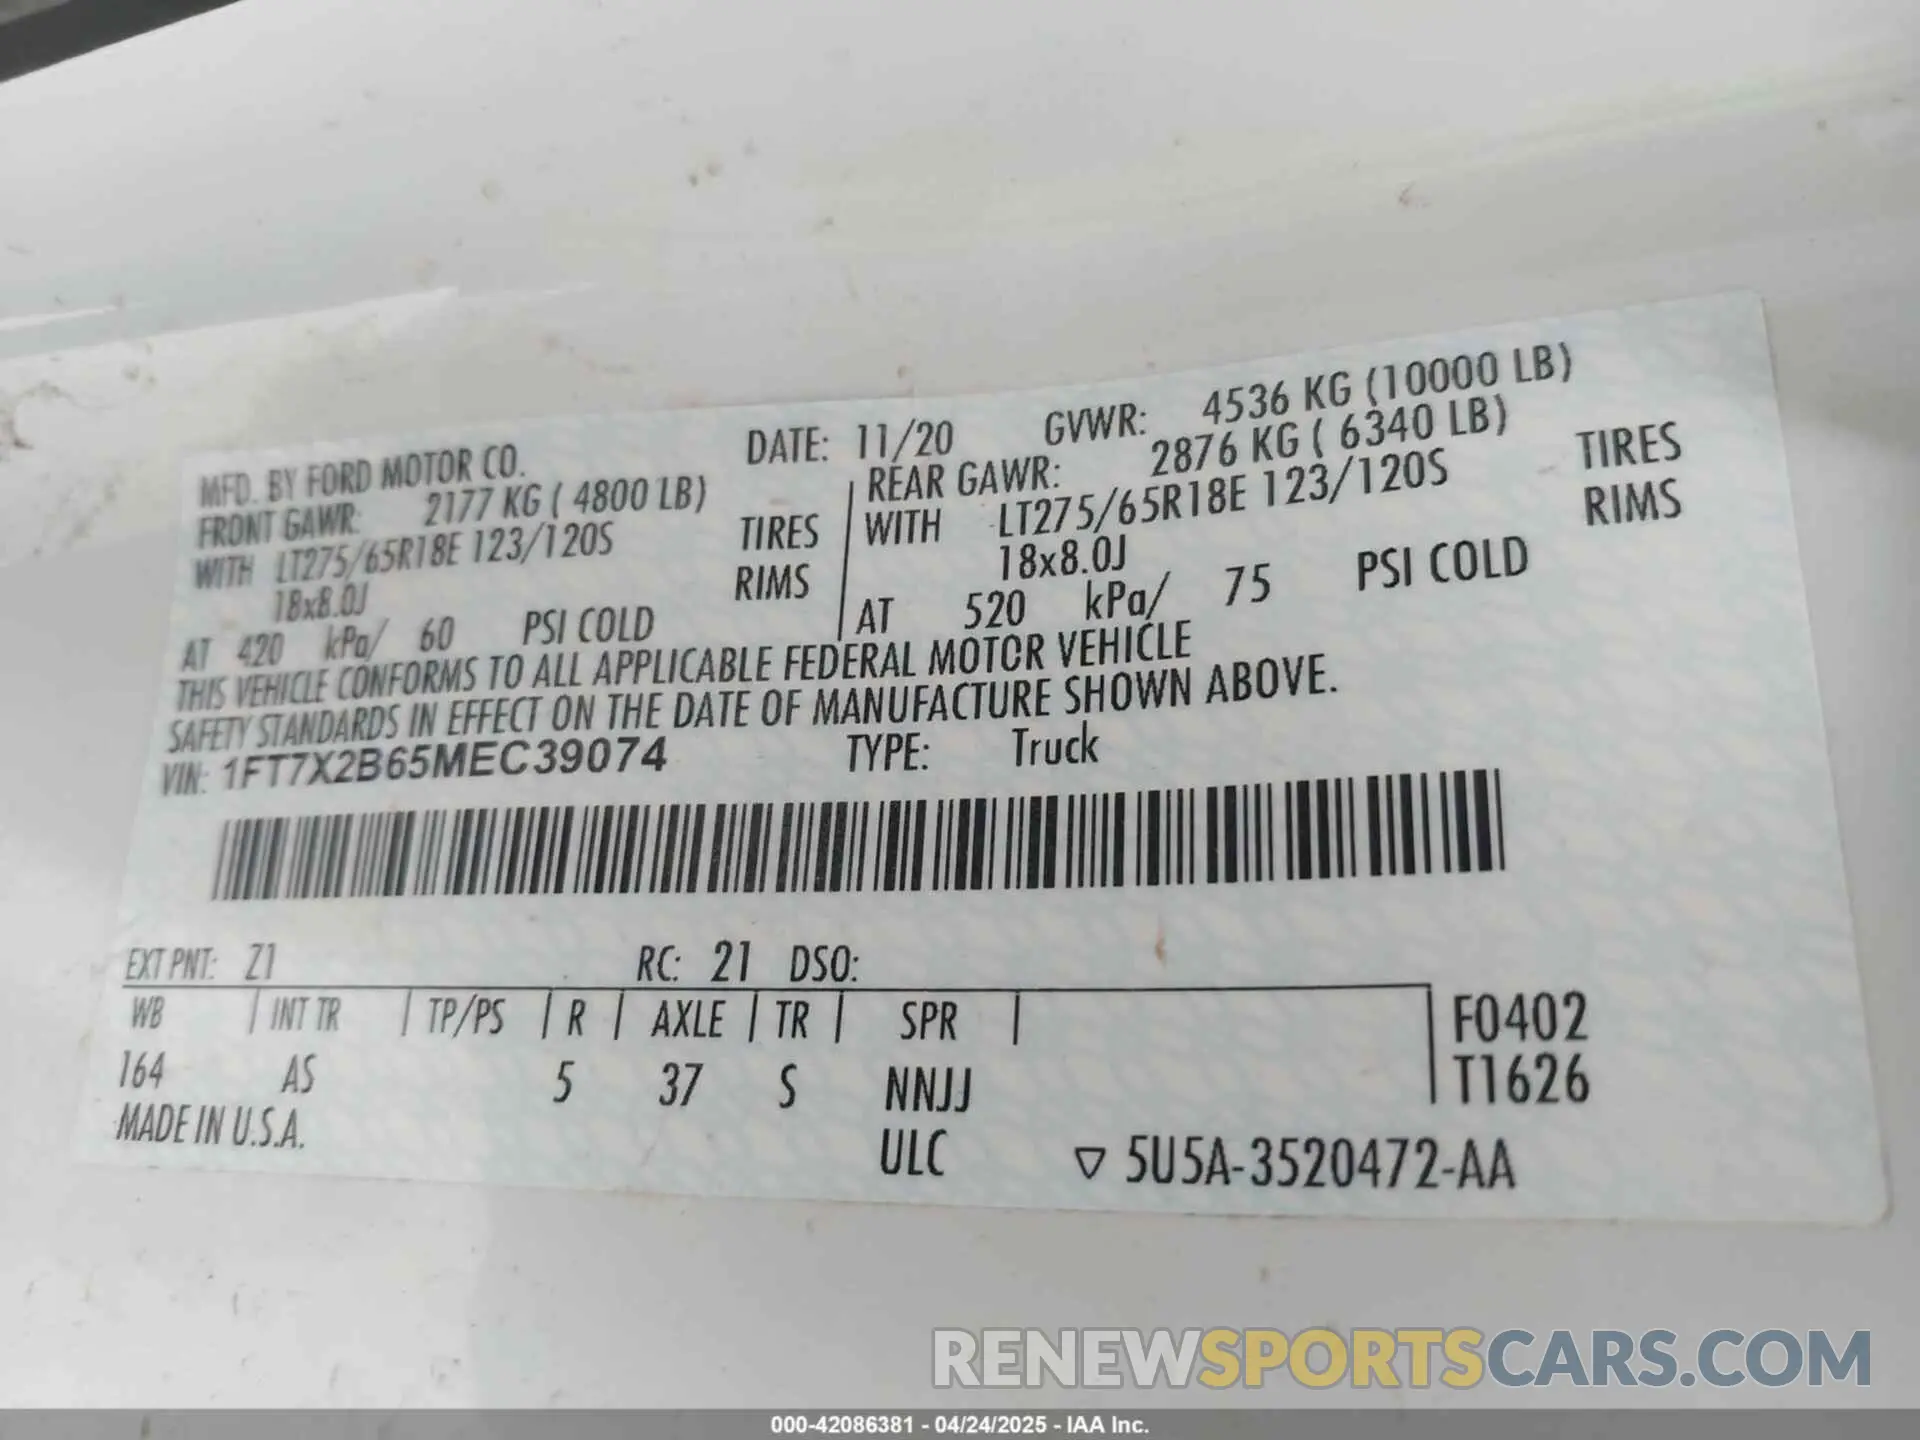 MFD. BY FORD MOTOR CO. DATE: 11/20 GVWR: 4536 KG (10000 LB)
FRONT GAWR: 2177 KG ( 4800 LB) REAR GAWR: 2876 KG ( 6340 LB)
WITH LT275/65R18E 123/120S TIRES WITH LT275/65R18E 123/120S TIRES
18x8.0J RIMS 18x8.0J RIMS
AT 420 kPa/ 60 PSI COLD AT 520 kPa/ 75 PSI COLD
THIS VEHICLE CONFORMS TO ALL APPLICABLE FEDERAL MOTOR VEHICLE
SAFETY STANDARDS IN EFFECT ON THE DATE OF MANUFACTURE SHOWN ABOVE.
VIN: 1FT7X2B65MEC39074 TYPE: Truck
EXT PNT: Z1 RC: 21 DSO:
WB | INT TR | TP/PS | R | AXLE | TR | SPR | F0402
164 AS 5 37 S NNJJ T1626
MADE IN U.S.A. ULC ▽ 5U5A-3520472-AA
RENEWSPORTSCARS.COM
000-42086381 - 04/24/2025 - IAA Inc.